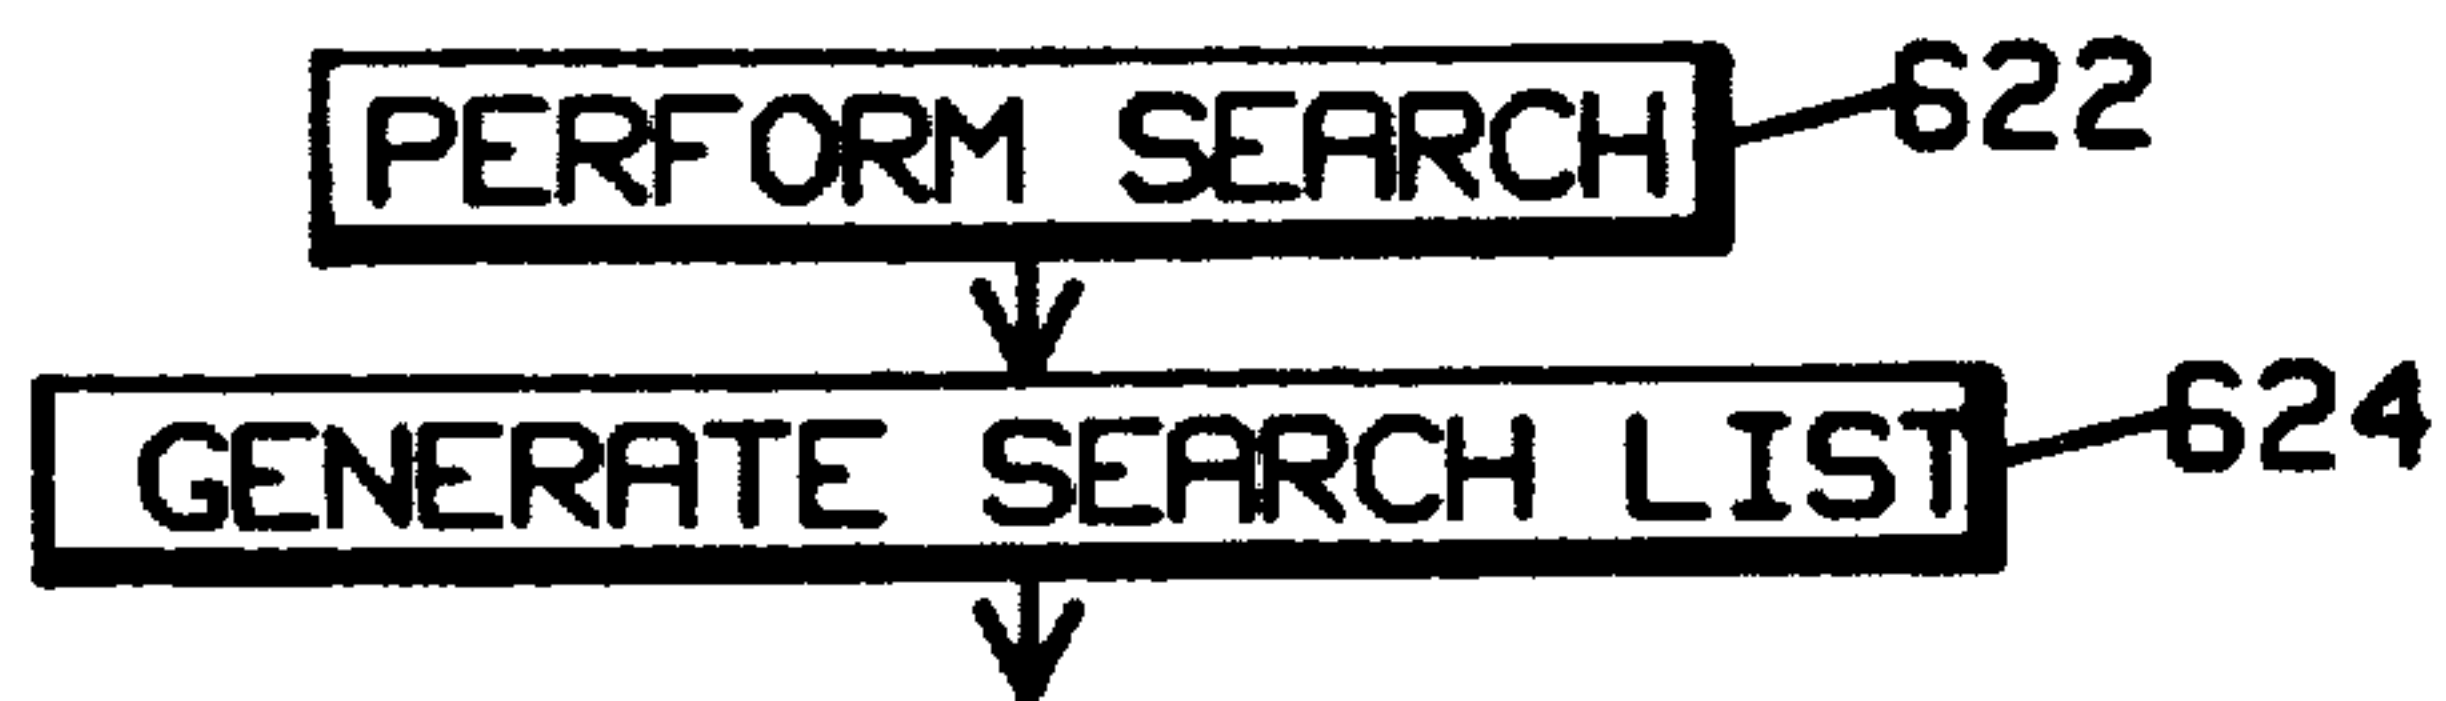 PERFORM SEARCH 622
GENERATE SEARCH LIST 624